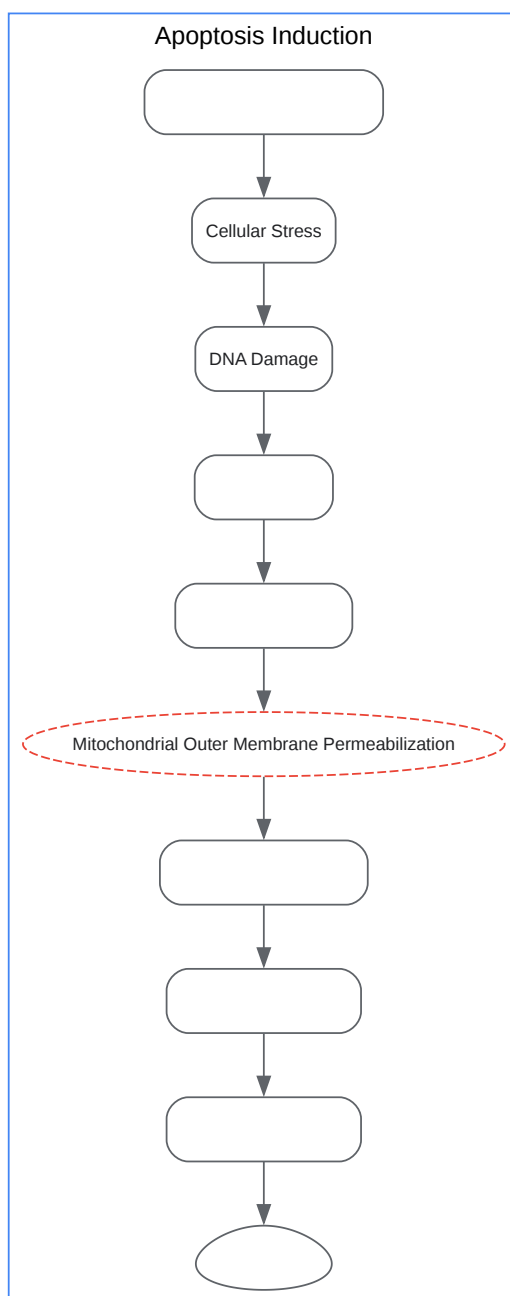 Apoptosis Induction
Cellular Stress
DNA Damage
Mitochondrial Outer Membrane Permeabilization